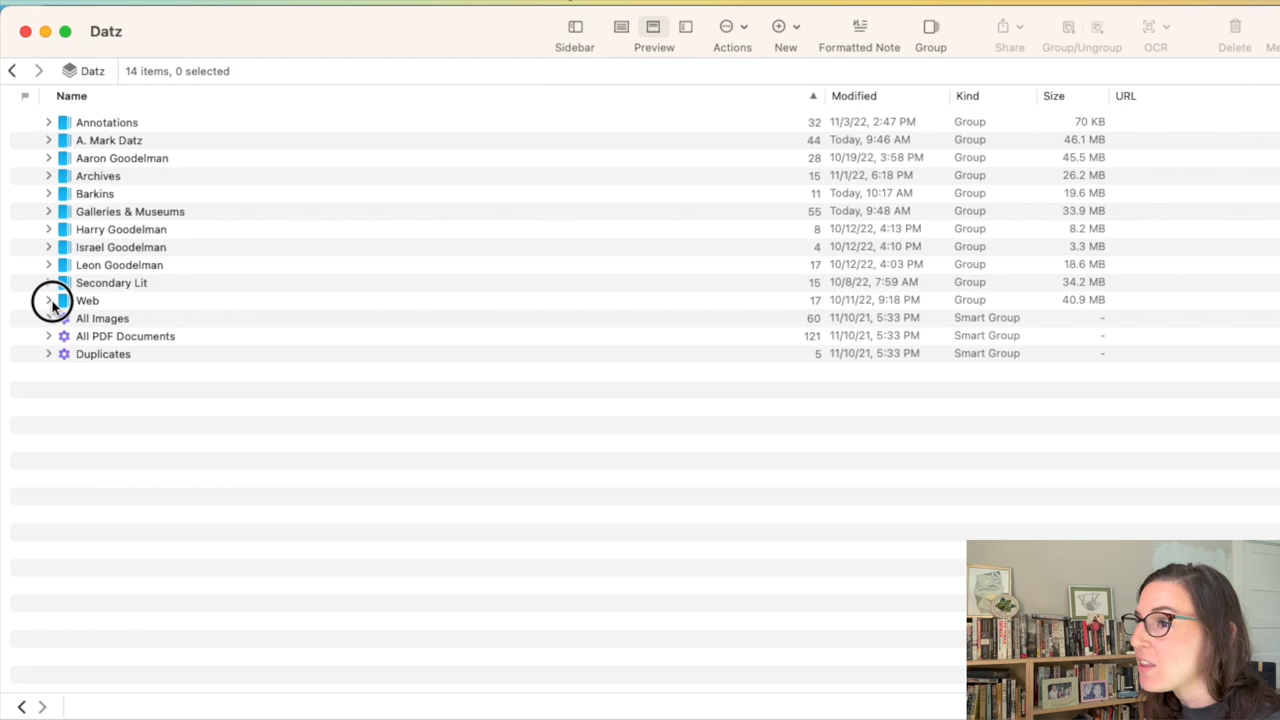 Datz
Sidebar Preview Actions New Formatted Note Group Share Group/Ungroup OCR Delete
Datz 14 items, 0 selected
Name Modified Kind Size URL
Annotations 32 11/3/22, 2:47 PM Group 70 KB
A. Mark Datz 44 Today, 9:46 AM Group 46.1 MB
Aaron Goodelman 28 10/19/22, 3:58 PM Group 45.5 MB
Archives 15 11/1/22, 6:18 PM Group 26.2 MB
Barkins 11 Today, 10:17 AM Group 19.6 MB
Galleries & Museums 55 Today, 9:48 AM Group 33.9 MB
Harry Goodelman 8 10/12/22, 4:13 PM Group 8.2 MB
Israel Goodelman 4 10/12/22, 4:10 PM Group 3.3 MB
Leon Goodelman 17 10/12/22, 4:03 PM Group 18.6 MB
Secondary Lit 15 10/8/22, 7:59 AM Group 34.2 MB
Web 17 10/11/22, 9:18 PM Group 40.9 MB
All Images 60 11/10/21, 5:33 PM Smart Group -
All PDF Documents 121 11/10/21, 5:33 PM Smart Group -
Duplicates 5 11/10/21, 5:33 PM Smart Group -